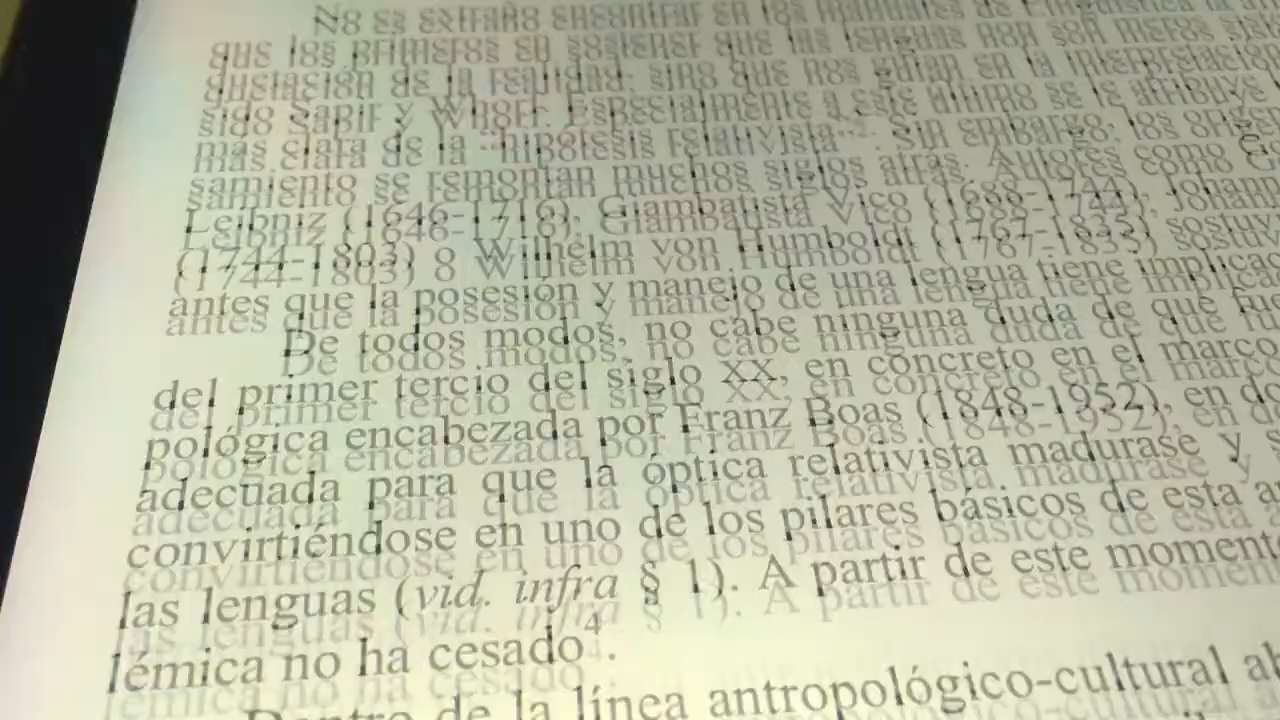 No es extraño encontrar en los manuales de
que los primeros en sostener que las lenguas non son meros
de la realidad, sino que nos guían en la
sido Sapir y Whorf. Especialmente a este último se le atribuye
más clara de la "hipótesis relativista". Sin embargo, los
samiento se remontan muchos siglos atrás. Autores como
Leibniz (1646-1716), Giambatista Vico (1688-1744), Johann
(1744-1803) o Wilhelm von Humboldt (1767-1835)
antes que la posesión y manejo de una lengua tiene
De todos modos, no cabe ninguna duda de que
del primer tercio del siglo XX, en concreto en el marco
pológica encabezada por Franz Boas (1848-1952), en
adecuada para que la óptica relativista madurase y
convirtiéndose en uno de los pilares básicos de esta
las lenguas (vid. infra § 1). A partir de este
lémica no ha cesado⁴.
Dentro de la línea antropológico-cultural